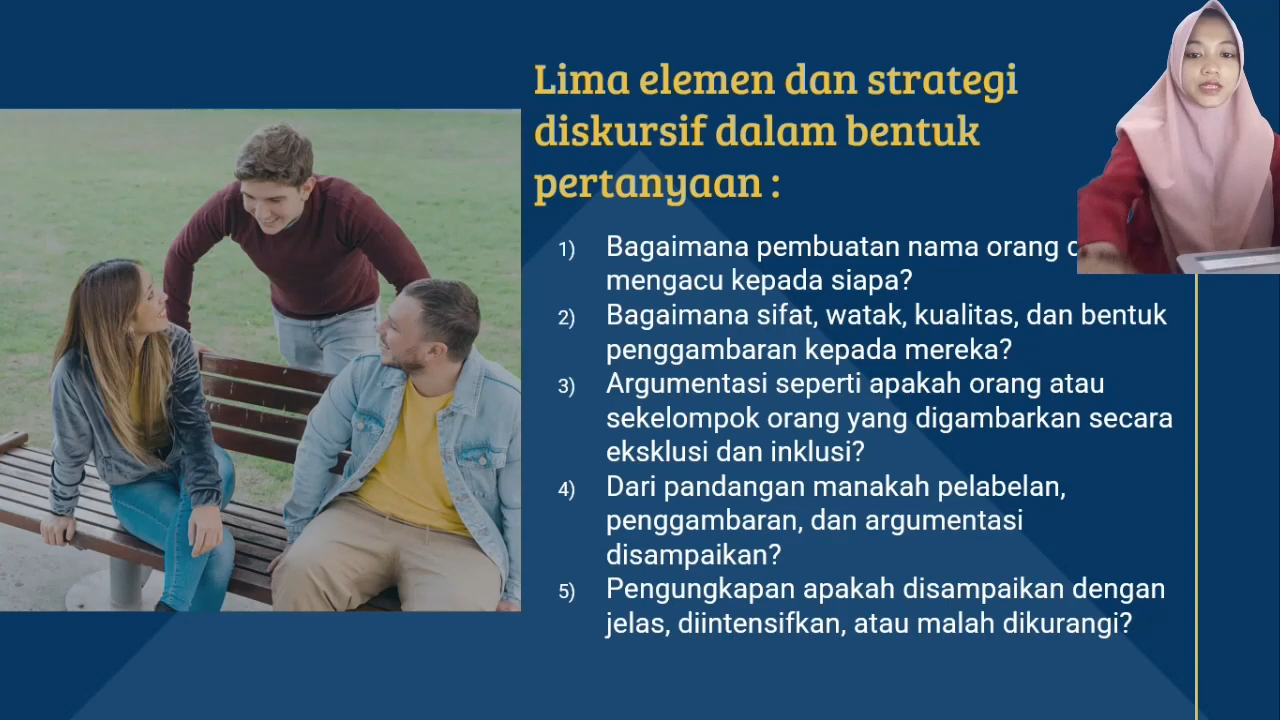 Lima elemen dan strategi
diskursif dalam bentuk
pertanyaan :
1) Bagaimana pembuatan nama orang
mengacu kepada siapa?
2) Bagaimana sifat, watak, kualitas, dan bentuk
penggambaran kepada mereka?
3) Argumentasi seperti apakah orang atau
sekelompok orang yang digambarkan secara
eksklusi dan inklusi?
4) Dari pandangan manakah pelabelan,
penggambaran, dan argumentasi
disampaikan?
5) Pengungkapan apakah disampaikan dengan
jelas, diintensifkan, atau malah dikurangi?